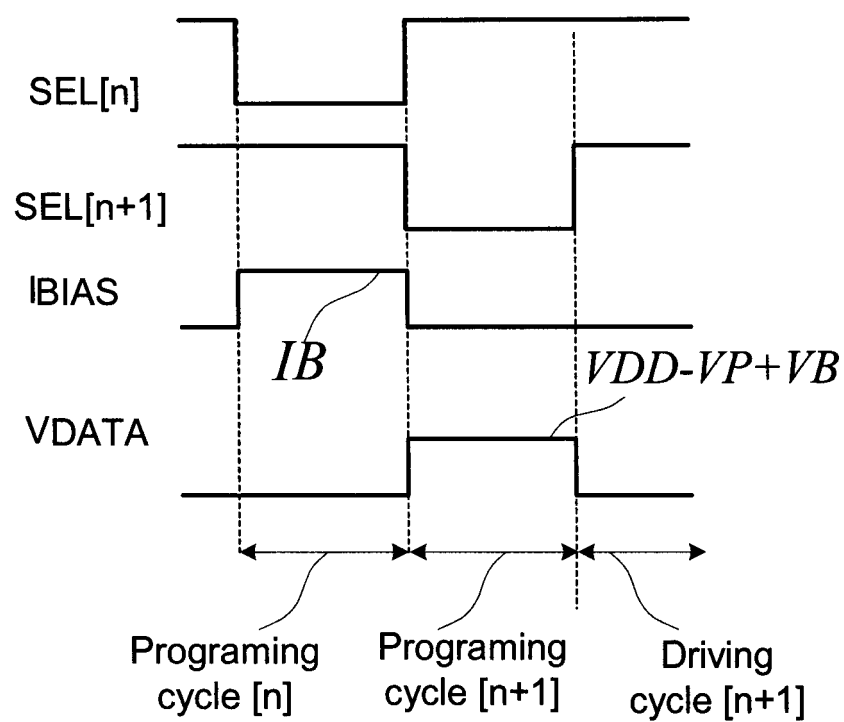 SEL[n]
SEL[n+1]
IBIAS
IB
VDD-VP+VB
VDATA
Programing
cycle [n]
Programing
cycle [n+1]
Driving
cycle [n+1]